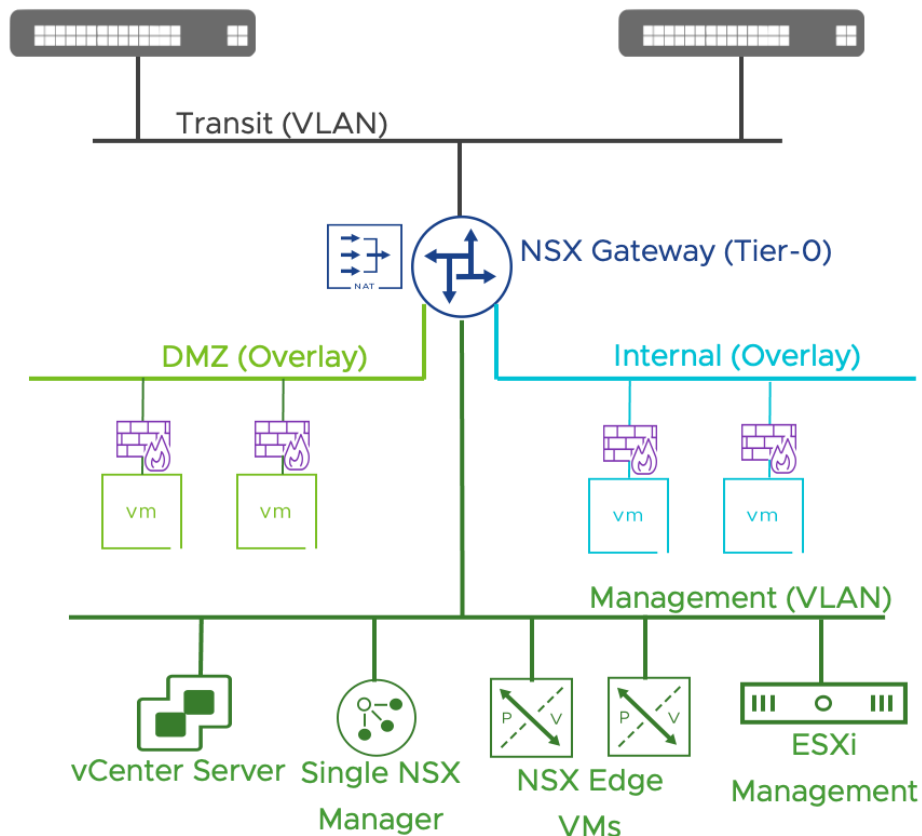 Transit (VLAN)
NAT
NSX Gateway (Tier-0)
DMZ (Overlay)
Internal (Overlay)
vm
vm
vm
vm
Management (VLAN)
P V
P V
vCenter Server
Single NSX
Manager
NSX Edge
VMs
ESXi
Management